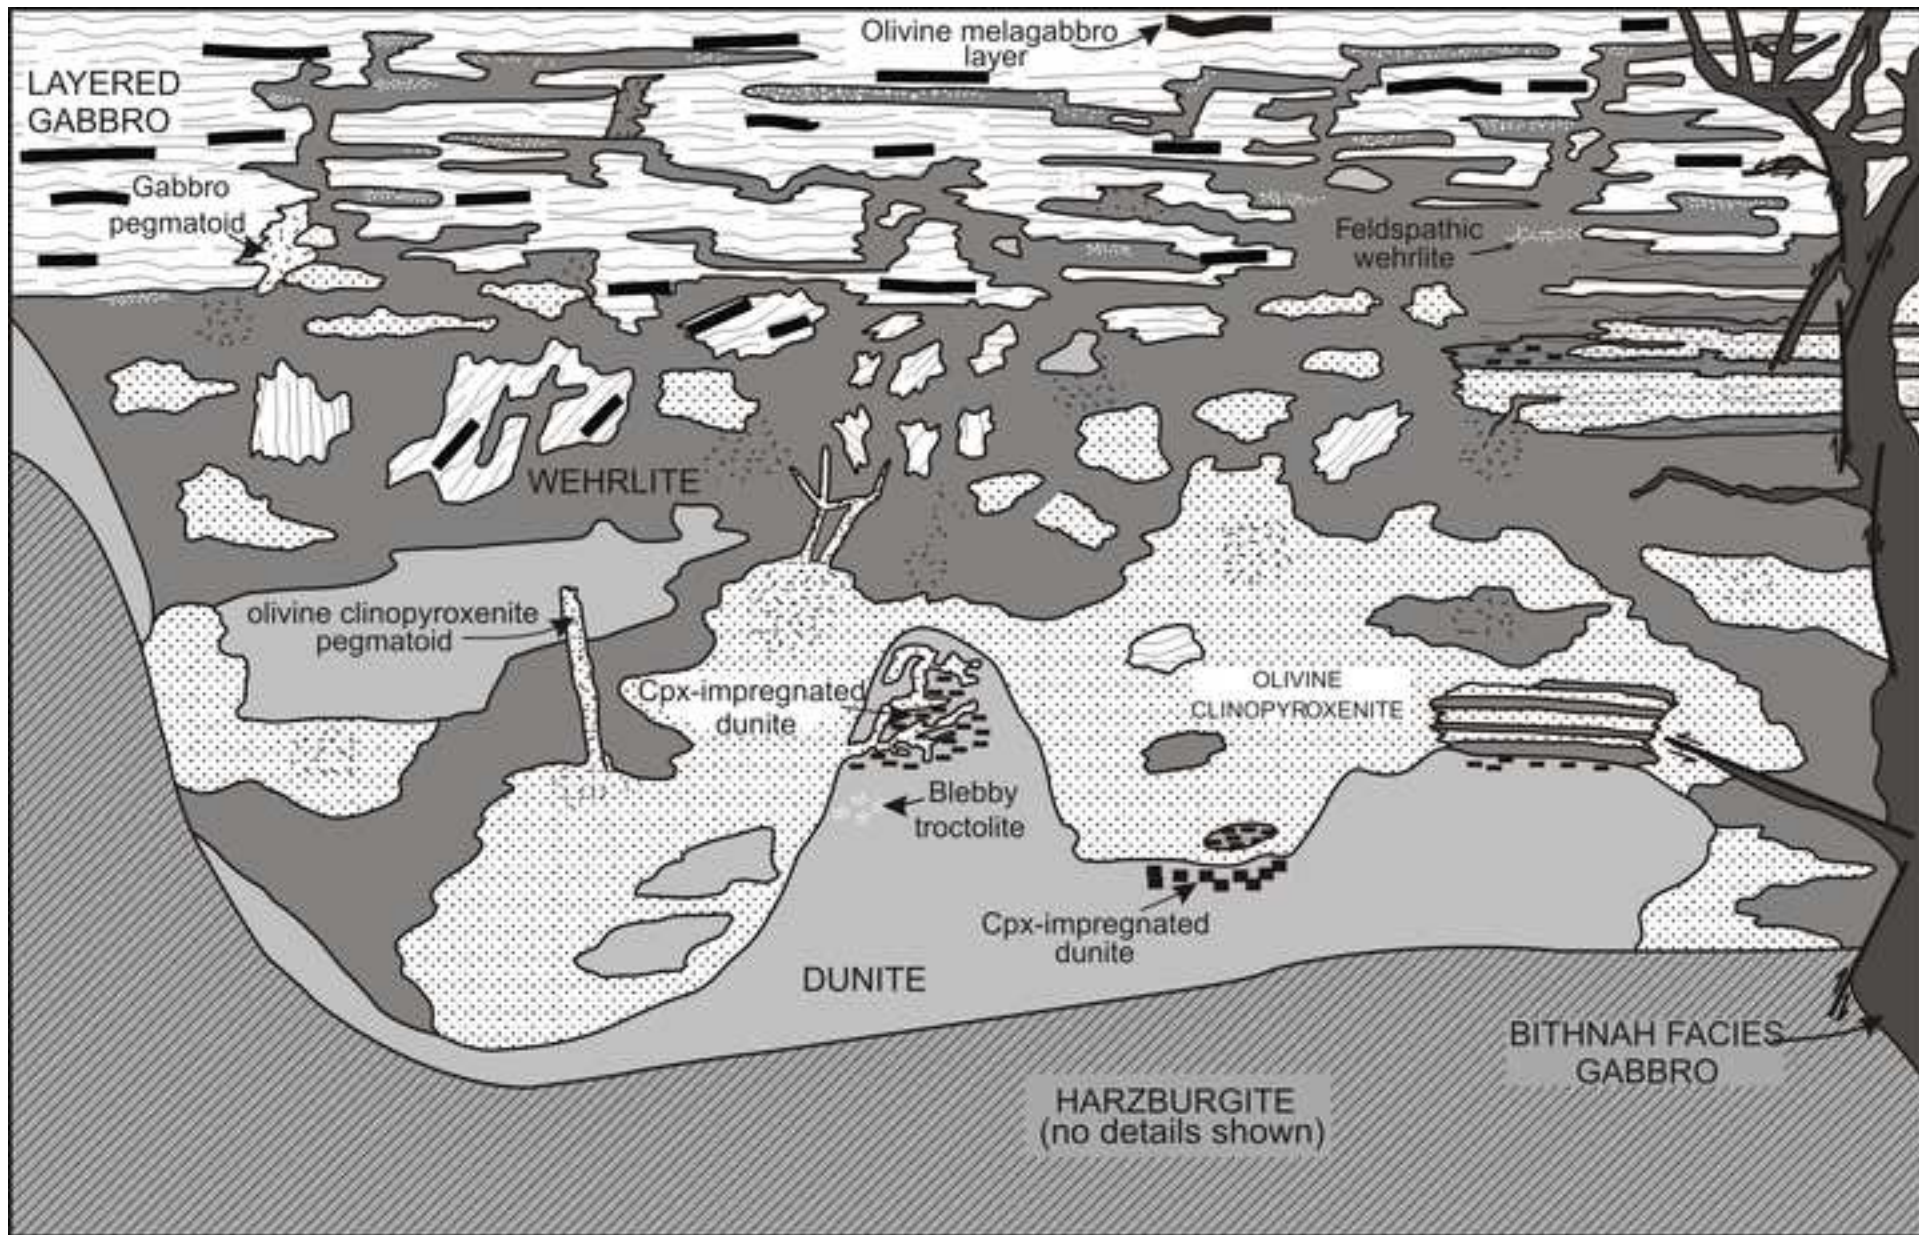 Olivine melagabbro
layer
LAYERED
GABBRO
Gabbro
pegmatoid
Feldspathic
wehrlite
WEHRLITE
olivine clinopyroxenite
pegmatoid
Cpx-impregnated
dunite
OLIVINE
CLINOPYROXENITE
Blebby
troctolite
Cpx-impregnated
dunite
DUNITE
BITHNAH FACIES
GABBRO
HARZBURGITE
(no details shown)